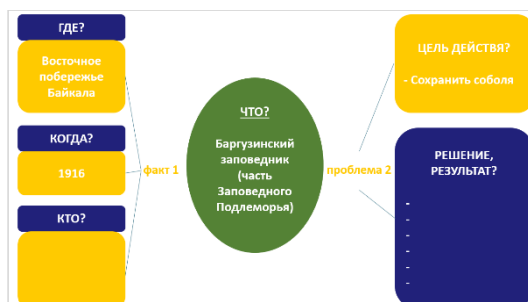 ГДЕ?
Восточное
побережье
Байкала
КОГДА?
1916
КТО?
факт 1
ЧТО?
Баргузинский
заповедник
(часть
Заповедного
Подлеморья)
проблема 2
ЦЕЛЬ ДЕЙСТВЯ?
- Сохранить соболя
РЕШЕНИЕ,
РЕЗУЛЬТАТ?
-
-
-
-
-
-